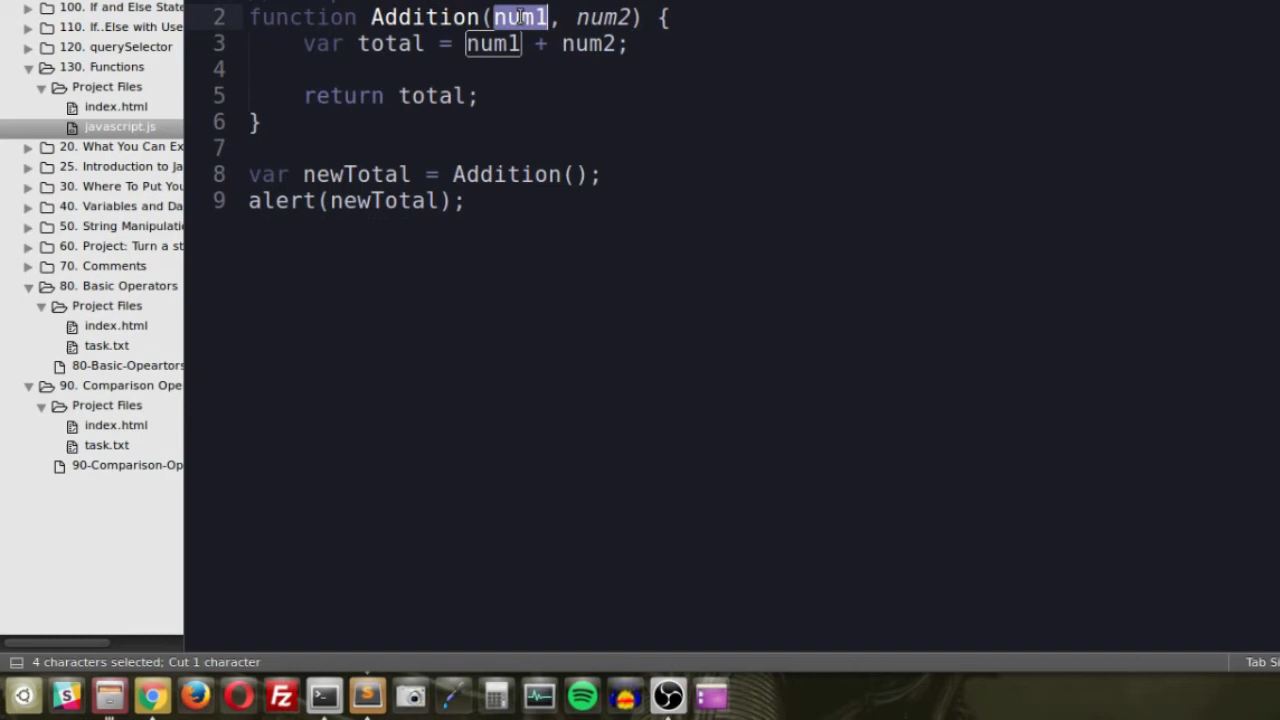 100. If and Else State
110. If..Else with Use
120. querySelector
130. Functions
Project Files
index.html
javascript.js
20. What You Can Ex
25. Introduction to Ja
30. Where To Put You
40. Variables and Da
50. String Manipulati
60. Project: Turn a st
70. Comments
80. Basic Operators
Project Files
index.html
task.txt
80-Basic-Opeartors
90. Comparison Ope
Project Files
index.html
task.txt
90-Comparison-Op
2 function Addition(num1, num2) {
3 var total = num1 + num2;
4
5 return total;
6 }
7
8 var newTotal = Addition();
9 alert(newTotal);
4 characters selected; Cut 1 character
Tab Si